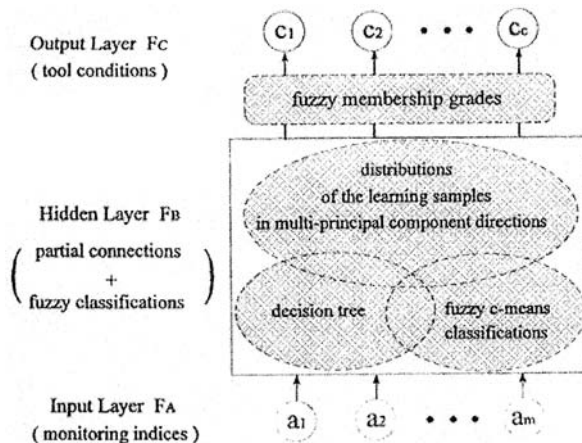 Output Layer FC
( tool conditions )
c1 c2 • • • cc
fuzzy membership grades
distributions
of the learning samples
in multi-principal component directions
Hidden Layer FB
partial connections
+
fuzzy classifications
decision tree
fuzzy c-means
classifications
Input Layer FA
( monitoring indices )
a1 a2 • • • am